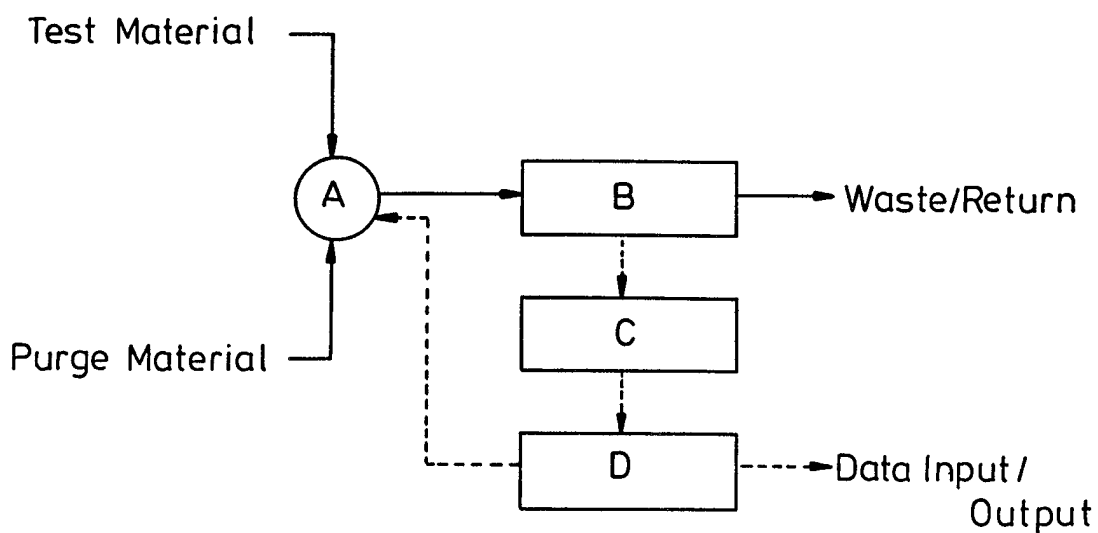 Test Material
A
B
Waste/Return
C
Purge Material
D
Data Input/
Output